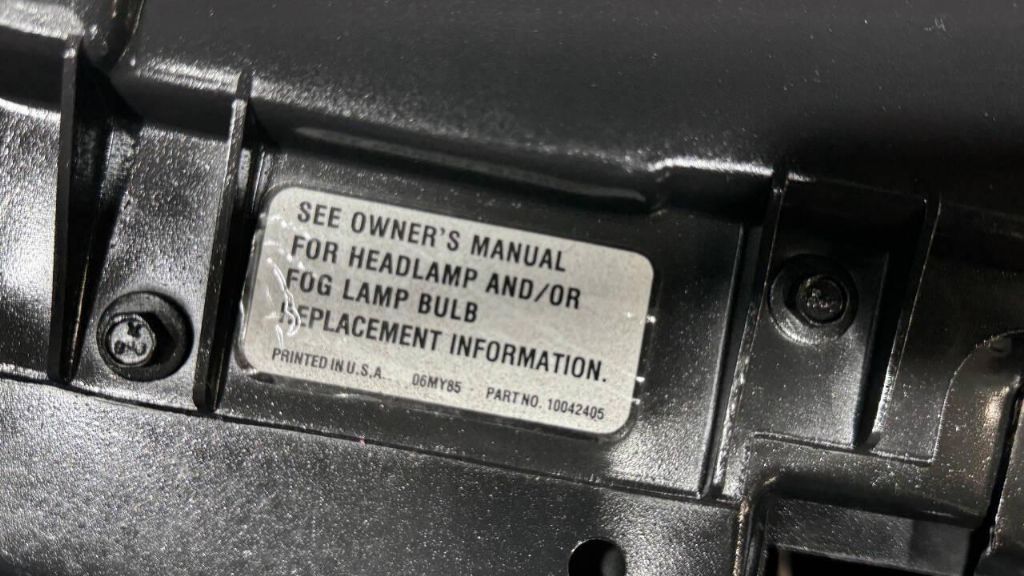 SEE OWNER'S MANUAL
FOR HEADLAMP AND/OR
FOG LAMP BULB
REPLACEMENT INFORMATION.
PRINTED IN U.S.A. 06MY85 PART NO. 10042405